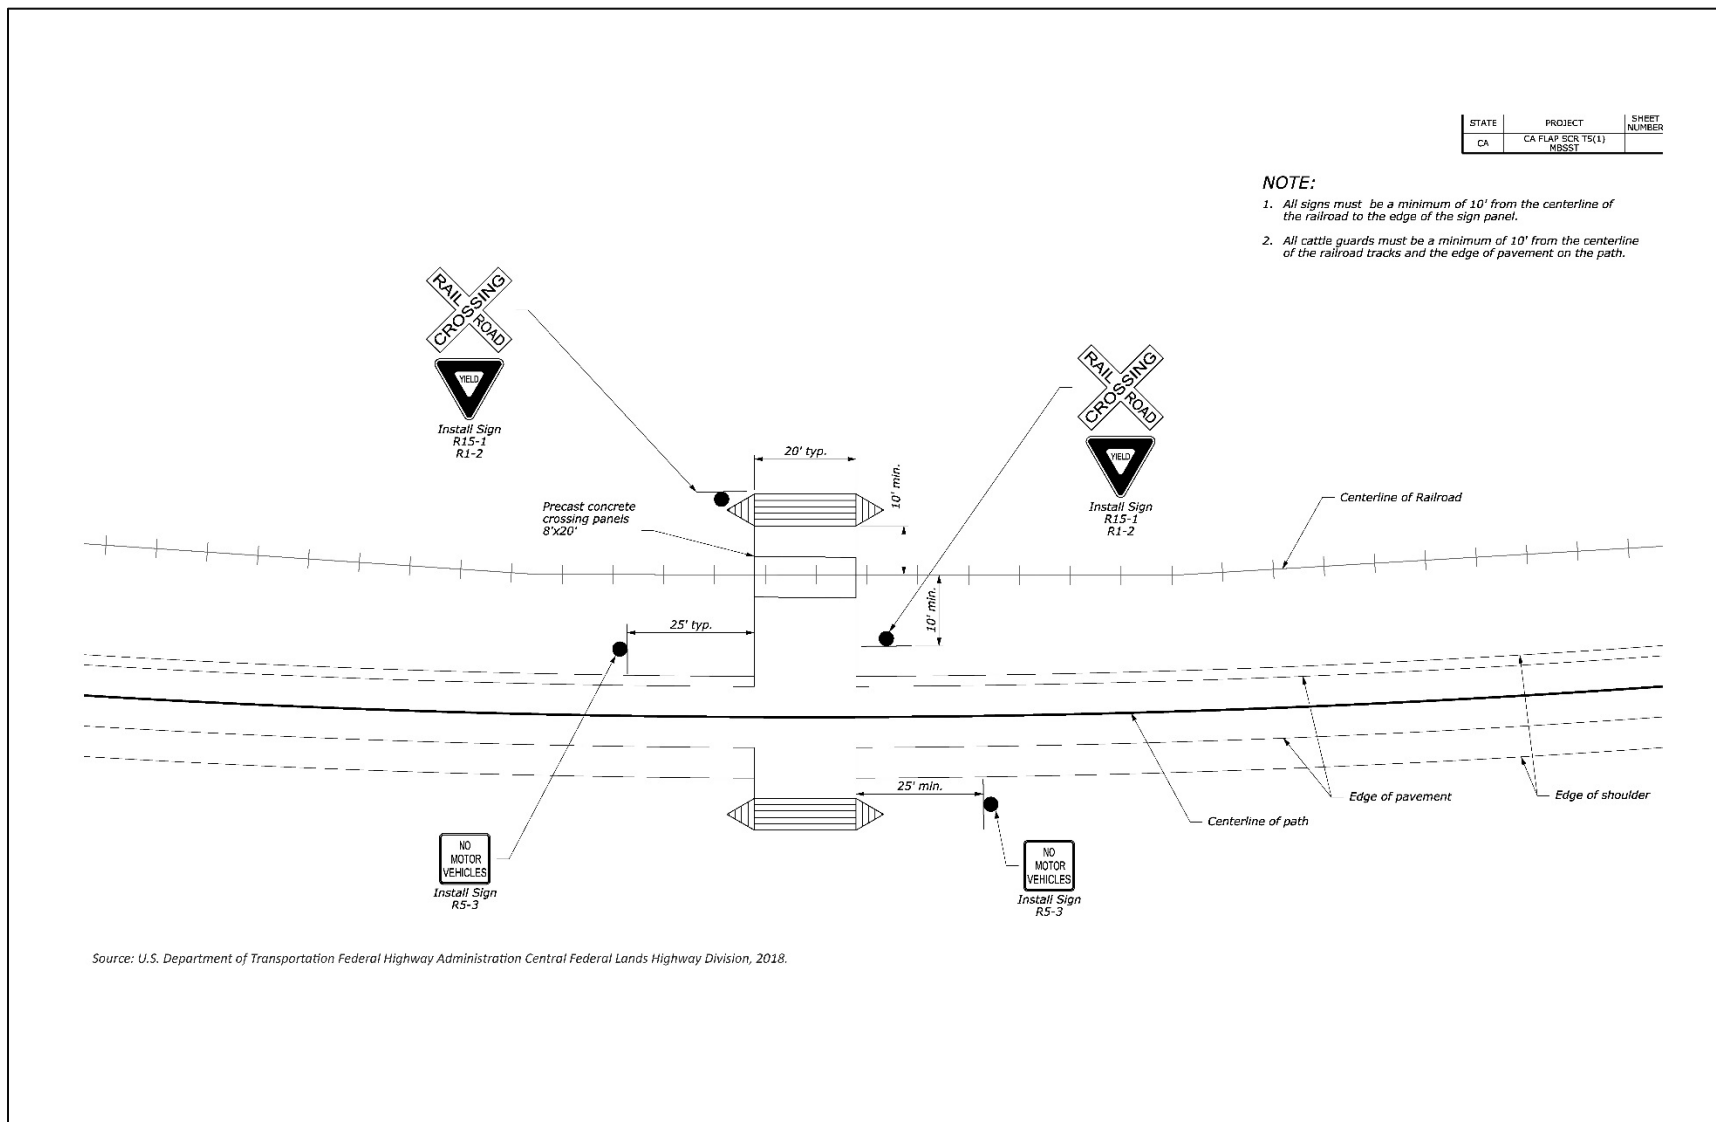 STATE PROJECT SHEET NUMBER
CA CA FLAP SCR T5(1) MBSST
NOTE:
1. All signs must be a minimum of 10' from the centerline of
the railroad to the edge of the sign panel.
2. All cattle guards must be a minimum of 10' from the centerline
of the railroad tracks and the edge of pavement on the path.
RAIL ROAD
CROSSING
YIELD
Install Sign
R15-1
R1-2
RAIL ROAD
CROSSING
YIELD
Install Sign
R15-1
R1-2
20' typ.
10' min.
Precast concrete
crossing panels
8'x20'
Centerline of Railroad
25' typ.
10' min.
25' min.
Edge of pavement
Edge of shoulder
Centerline of path
NO
MOTOR
VEHICLES
Install Sign
R5-3
NO
MOTOR
VEHICLES
Install Sign
R5-3
Source: U.S. Department of Transportation Federal Highway Administration Central Federal Lands Highway Division, 2018.